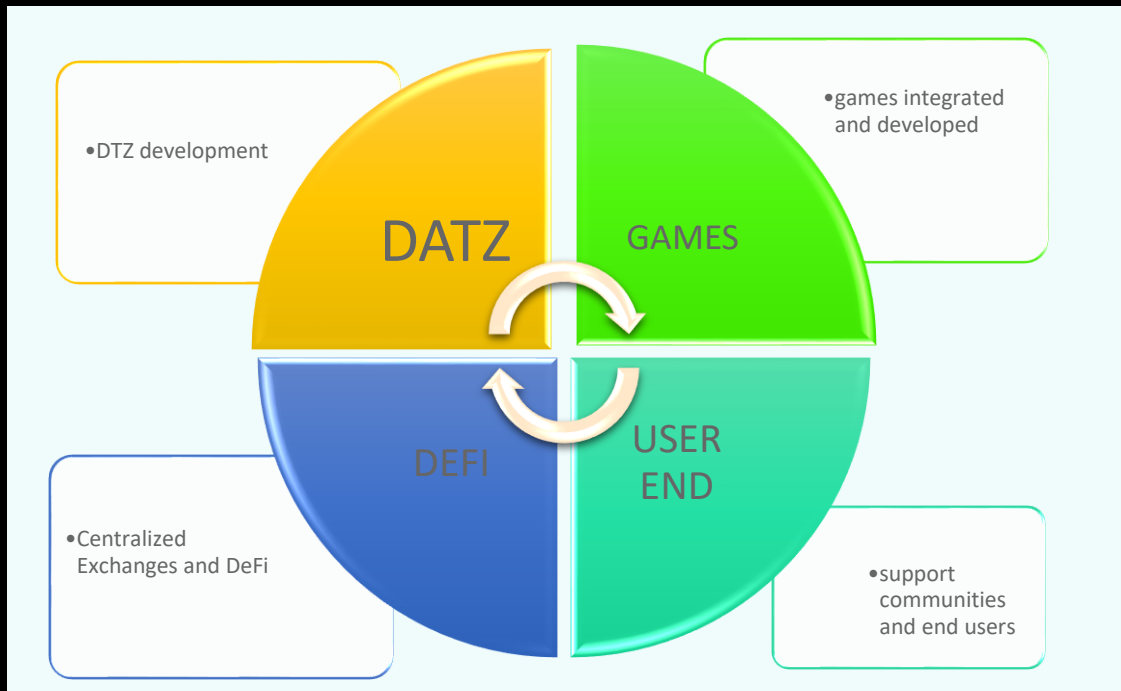 •DTZ development
DATZ
GAMES
•games integrated
and developed
DEFI
•Centralized
Exchanges and DeFi
USER
END
•support
communities
and end users